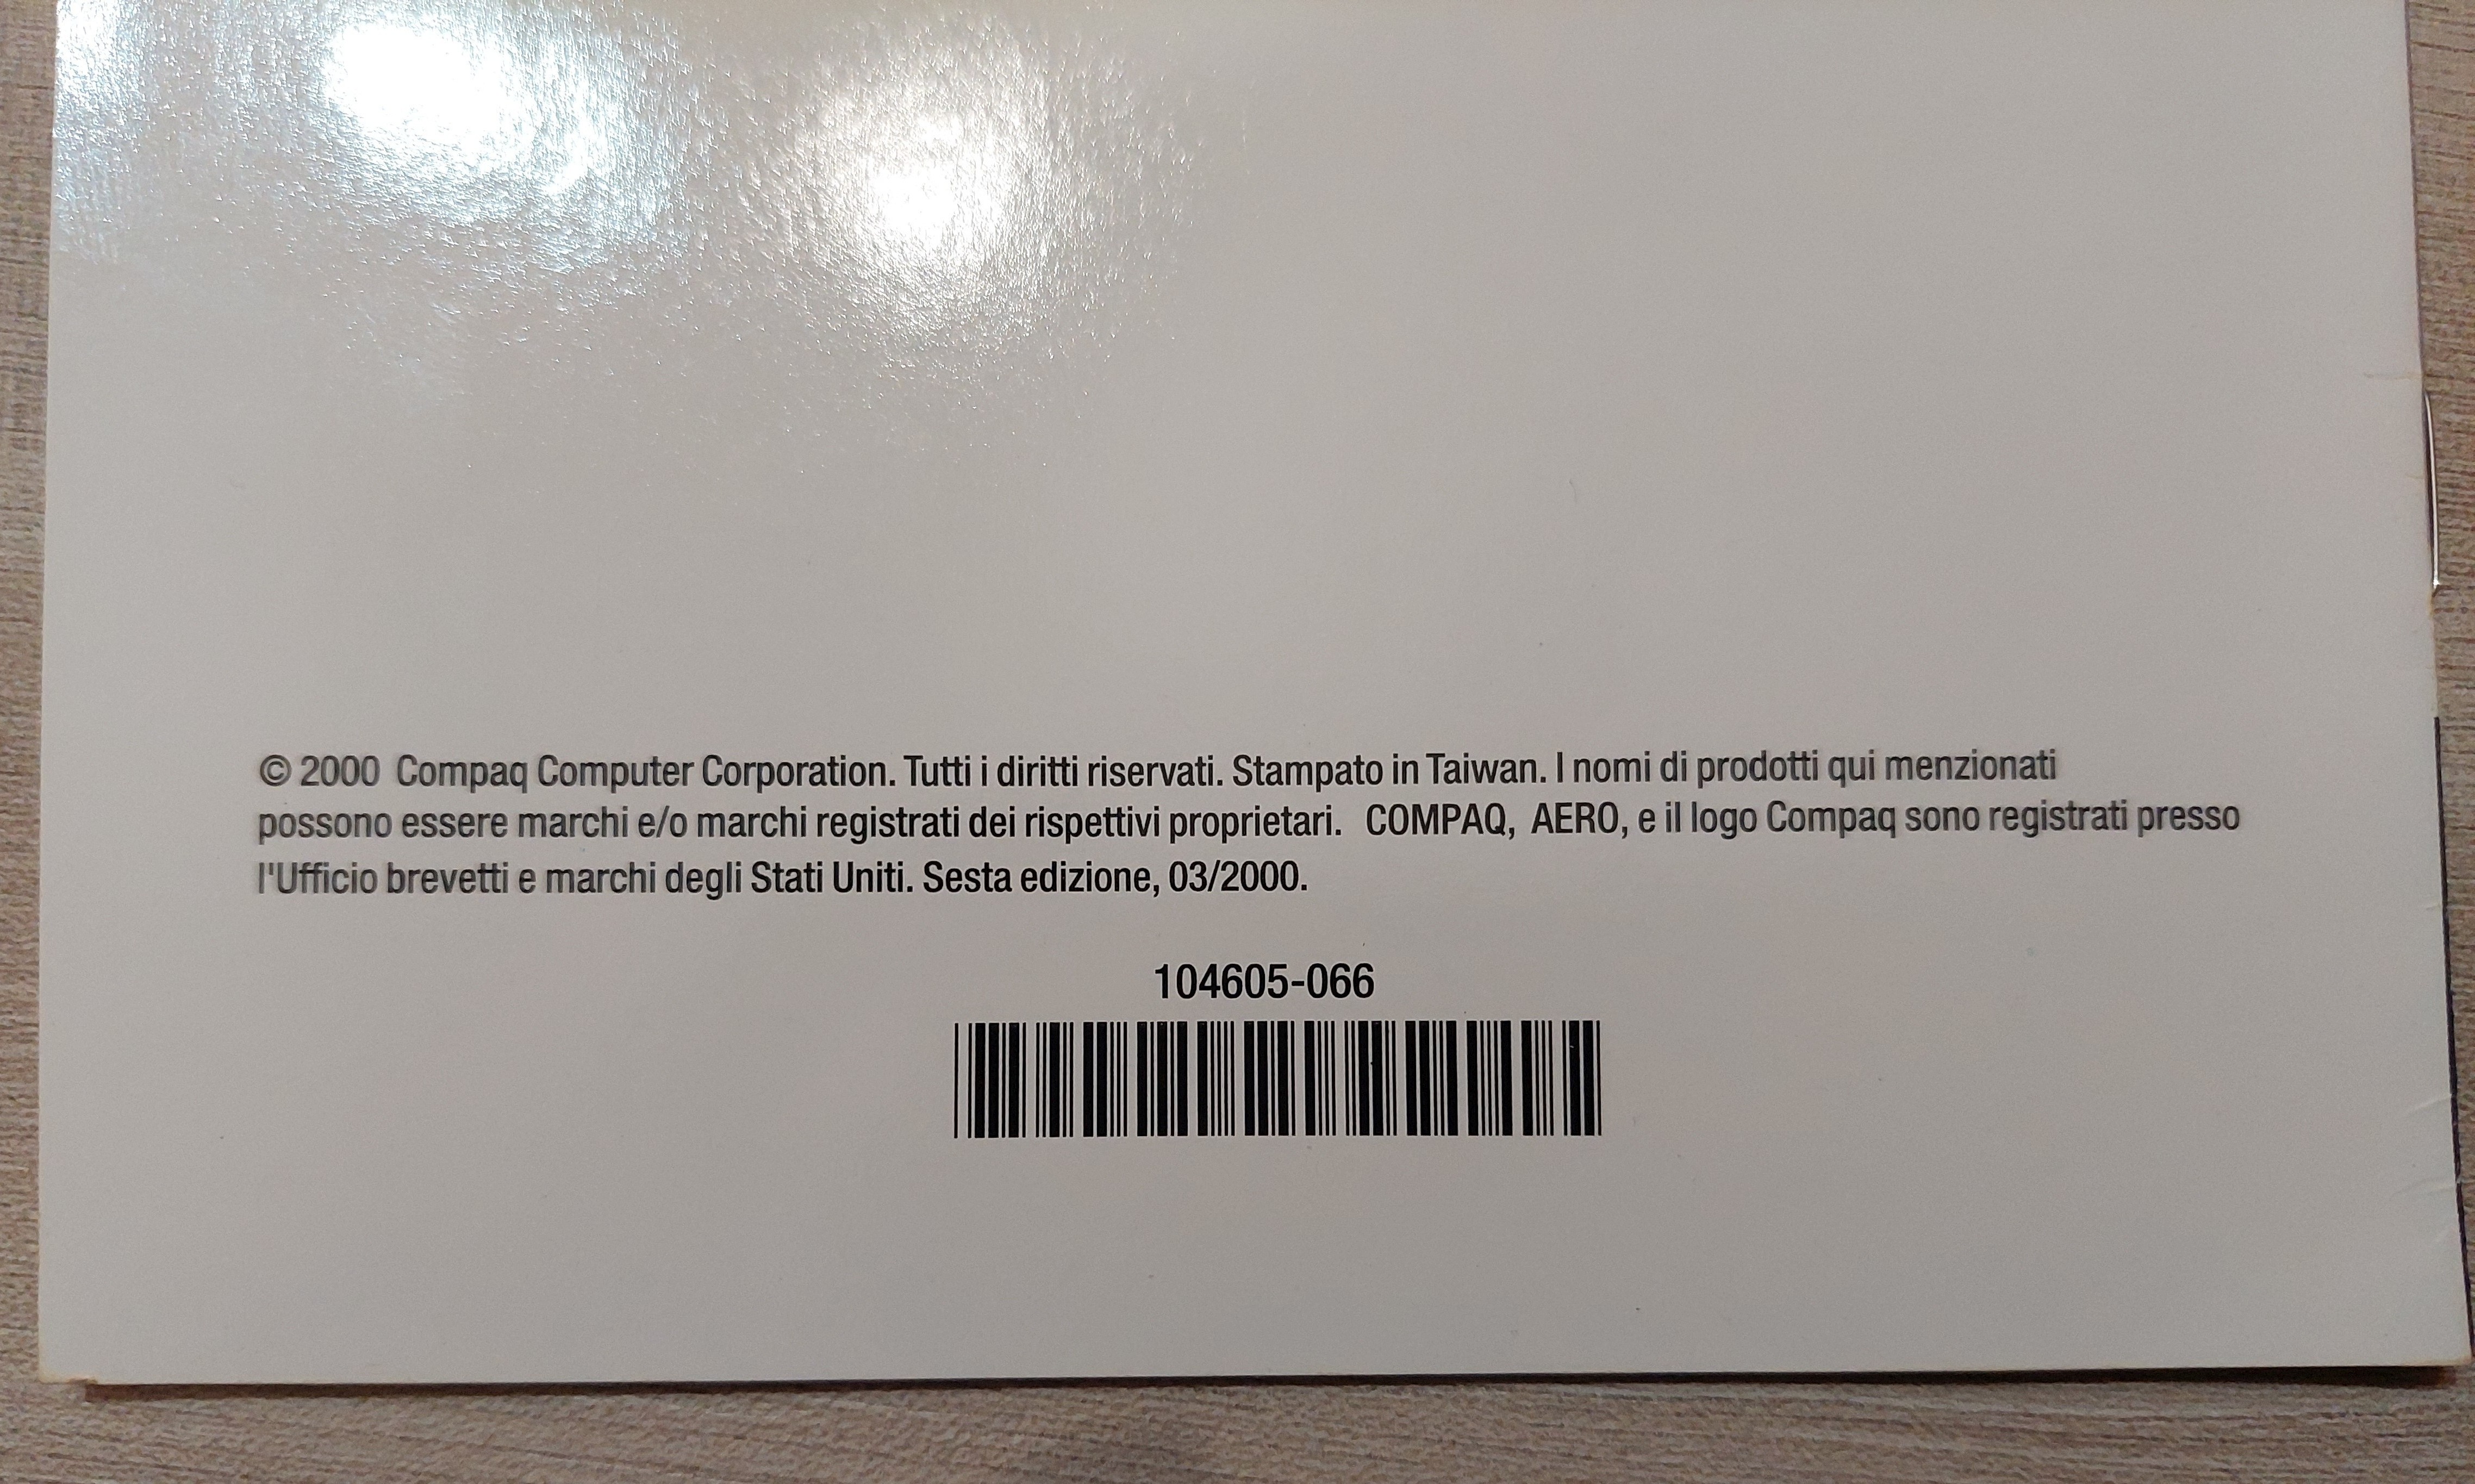 © 2000 Compaq Computer Corporation. Tutti i diritti riservati. Stampato in Taiwan. I nomi di prodotti qui menzionati
possono essere marchi e/o marchi registrati dei rispettivi proprietari. COMPAQ, AERO, e il logo Compaq sono registrati presso
l'Ufficio brevetti e marchi degli Stati Uniti. Sesta edizione, 03/2000.
104605-066